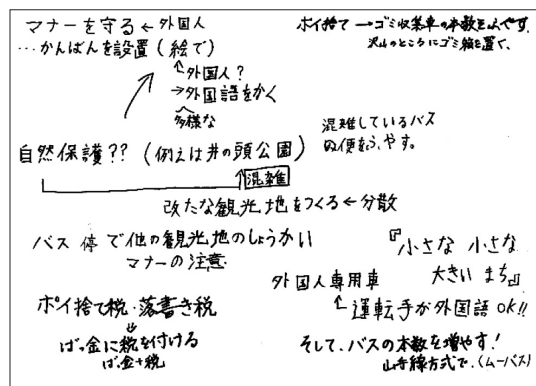 マナーを守る ← 外国人
…かんばんを設置(絵で)
↑外国人?
→外国語をかく
多様な
ポイ捨て → ゴミ収集車の本数をふやす。
沢山のところにゴミ箱を置く、
自然保護??(例えば井の頭公園)
混雑しているバス
の便をふやす。
混雑
改たな観光地をつくる ← 分散
バス停で他の観光地のしょうかい
マナーの注意
『小さな 小さな
大きい まち』
外国人専用車
↑ 運転手が外国語OK!!
ポイ捨て税・落書き税
⇓
ばっ金に税を付ける
ばっ金+税
そして、バスの本数を増やす!
山手線方式で、(ムーバス)